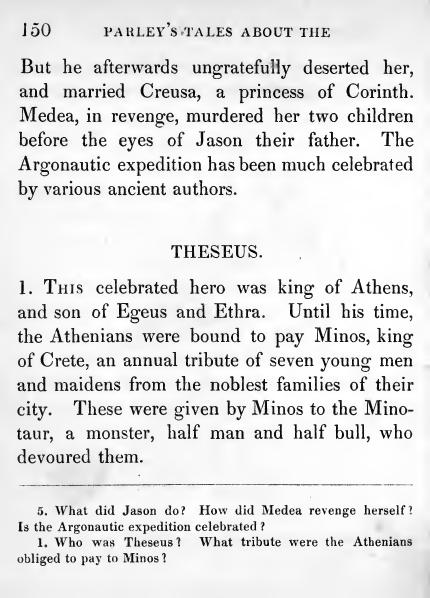 150 PARLEY'S TALES ABOUT THE
But he afterwards ungratefully deserted her,
and married Creusa, a princess of Corinth.
Medea, in revenge, murdered her two children
before the eyes of Jason their father. The
Argonautic expedition has been much celebrated
by various ancient authors.
THESEUS.
1. THIS celebrated hero was king of Athens,
and son of Egeus and Ethra. Until his time,
the Athenians were bound to pay Minos, king
of Crete, an annual tribute of seven young men
and maidens from the noblest families of their
city. These were given by Minos to the Mino-
taur, a monster, half man and half bull, who
devoured them.
5. What did Jason do? How did Medea revenge herself?
Is the Argonautic expedition celebrated?
1. Who was Theseus? What tribute were the Athenians
obliged to pay to Minos?